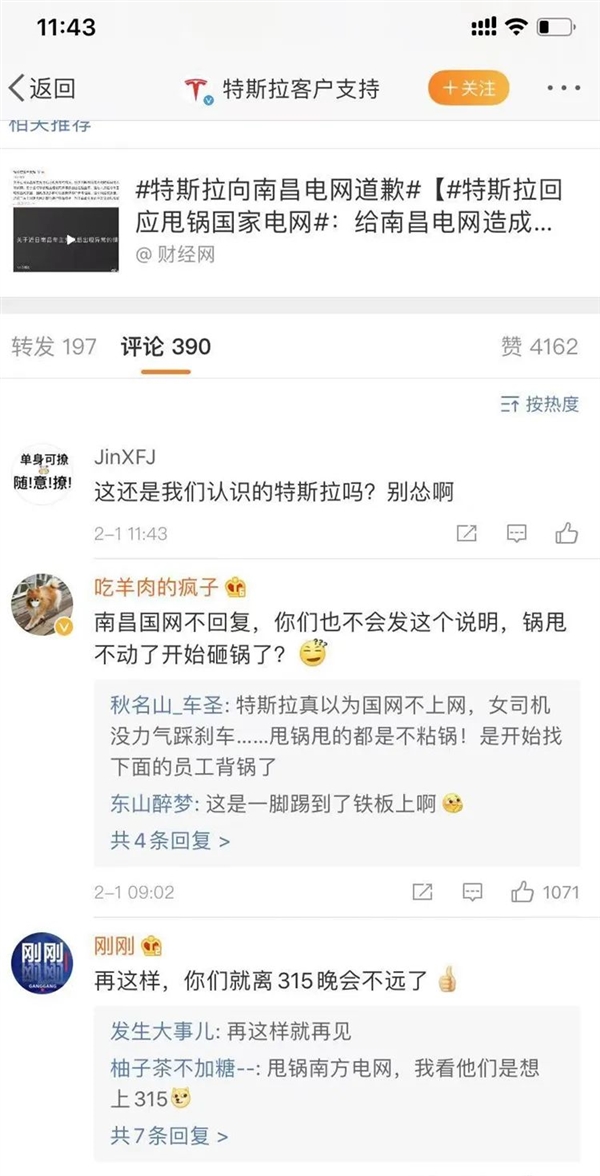 11:43
返回
特斯拉客户支持
+关注
相关推荐
#特斯拉向南昌电网道歉#【#特斯拉回
应甩锅国家电网#：给南昌电网造成...
@财经网
转发 197
评论 390
赞 4162
按热度
单身可撩
随!意!撩!
JinXFJ
这还是我们认识的特斯拉吗？别怂啊
2-1 11:43
吃羊肉的疯子
南昌国网不回复，你们也不会发这个说明，锅甩
不动了开始砸锅了？
秋名山_车圣: 特斯拉真以为国网不上网，女司机
没力气踩刹车......甩锅甩的都是不粘锅！是开始找
下面的员工背锅了
东山醉梦: 这是一脚踢到了铁板上啊
共4条回复 >
2-1 09:02
1071
刚刚
GANGGANG
刚刚
再这样，你们就离315晚会不远了
发生大事儿: 再这样就再见
柚子茶不加糖--: 甩锅南方电网，我看他们是想
上315
共7条回复 >